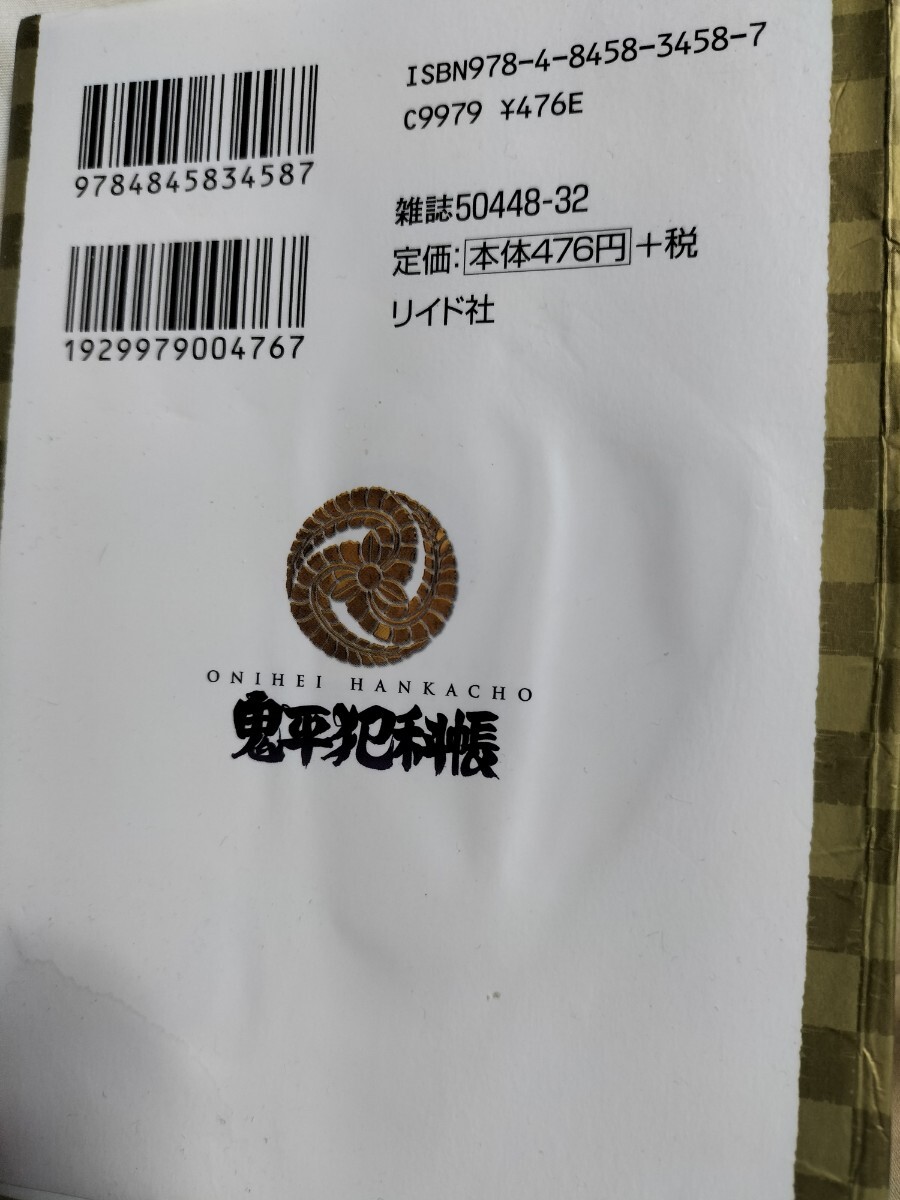 ISBN978-4-8458-3458-7
C9979 ¥476E
9784845834587
雑誌50448-32
定価:本体476円+税
リイド社
1929979004767
ONIHEI HANKACHO
鬼平犯科帳